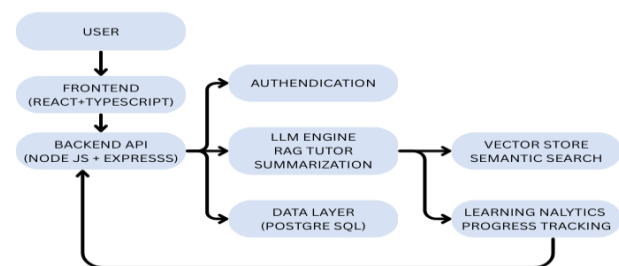 USER
FRONTEND
(REACT+TYPESCRIPT)
BACKEND API
(NODE JS + EXPRESSS)
AUTHENDICATION
LLM ENGINE
RAG TUTOR
SUMMARIZATION
DATA LAYER
(POSTGRE SQL)
VECTOR STORE
SEMANTIC SEARCH
LEARNING NALYTICS
PROGRESS TRACKING